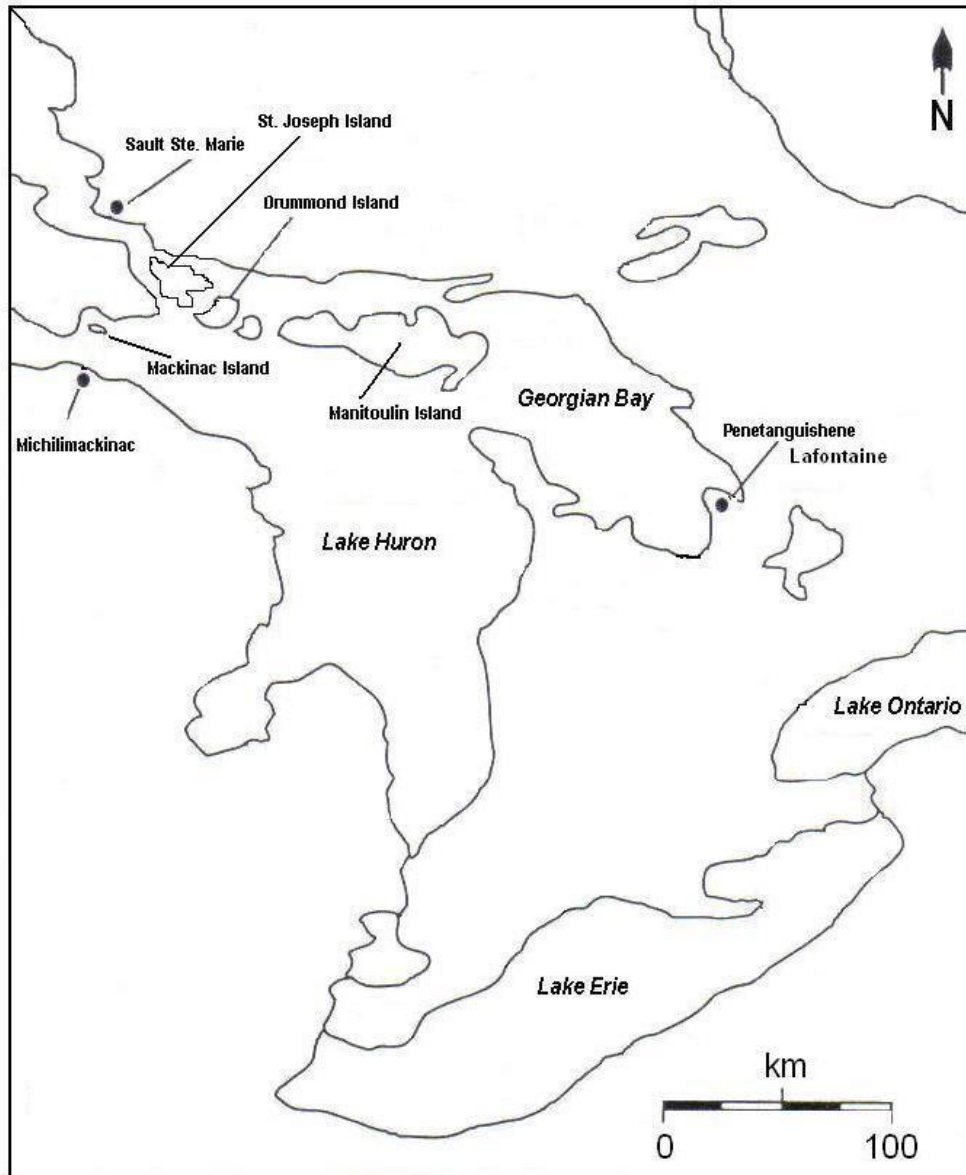 N
St. Joseph Island
Sault Ste. Marie
Drummond Island
Mackinac Island
Manitoulin Island
Georgian Bay
Michilimackinac
Penetanguishene
Lafontaine
Lake Huron
Lake Ontario
Lake Erie
km
0 100